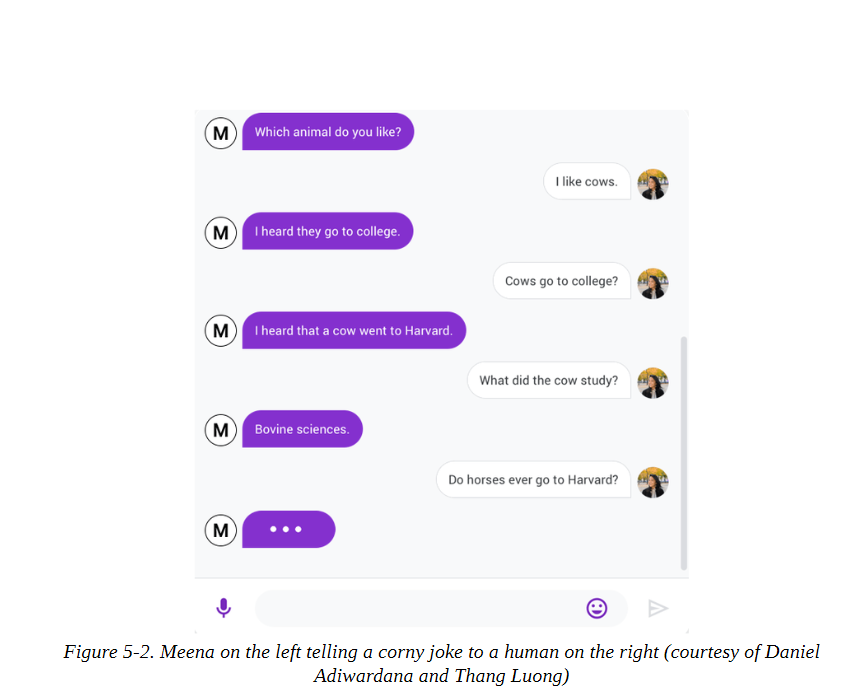 M Which animal do you like?
I like cows.
M I heard they go to college.
Cows go to college?
M I heard that a cow went to Harvard.
What did the cow study?
M Bovine sciences.
Do horses ever go to Harvard?
M
Figure 5-2. Meena on the left telling a corny joke to a human on the right (courtesy of Daniel
Adiwardana and Thang Luong)